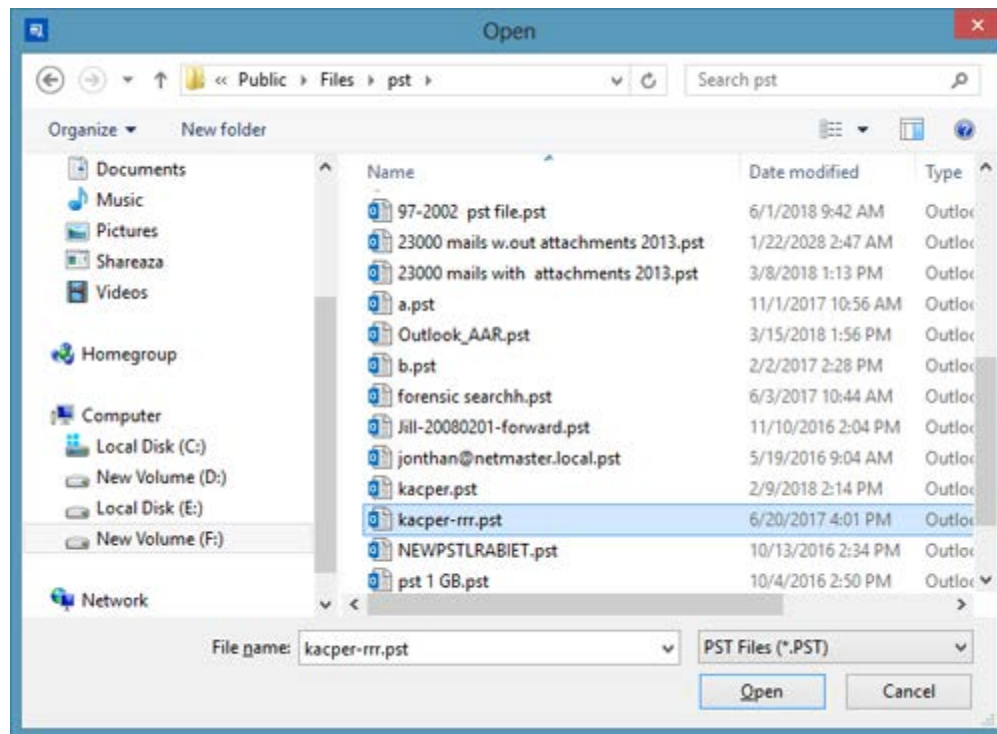 Open
« Public › Files › pst ›
Search pst
Organize
New folder
Documents
Music
Pictures
Shareaza
Videos
Homegroup
Computer
Local Disk (C:)
New Volume (D:)
Local Disk (E:)
New Volume (F:)
Network
Name Date modified Type
97-2002 pst file.pst 6/1/2018 9:42 AM Outloo
23000 mails w.out attachments 2013.pst 1/22/2028 2:47 AM Outloo
23000 mails with attachments 2013.pst 3/8/2018 1:13 PM Outloo
a.pst 11/1/2017 10:56 AM Outloo
Outlook_AAR.pst 3/15/2018 1:56 PM Outloo
b.pst 2/2/2017 2:28 PM Outloo
forensic searchh.pst 6/3/2017 10:44 AM Outloo
Jill-20080201-forward.pst 11/10/2016 2:04 PM Outloo
jonthan@netmaster.local.pst 5/19/2016 9:04 AM Outloo
kacper.pst 2/9/2018 2:14 PM Outloo
kacper-rrr.pst 6/20/2017 4:01 PM Outloo
NEWPSTLRABIET.pst 10/13/2016 2:34 PM Outloo
pst 1 GB.pst 10/4/2016 2:50 PM Outloo
File name: kacper-rrr.pst
PST Files (*.PST)
Open
Cancel